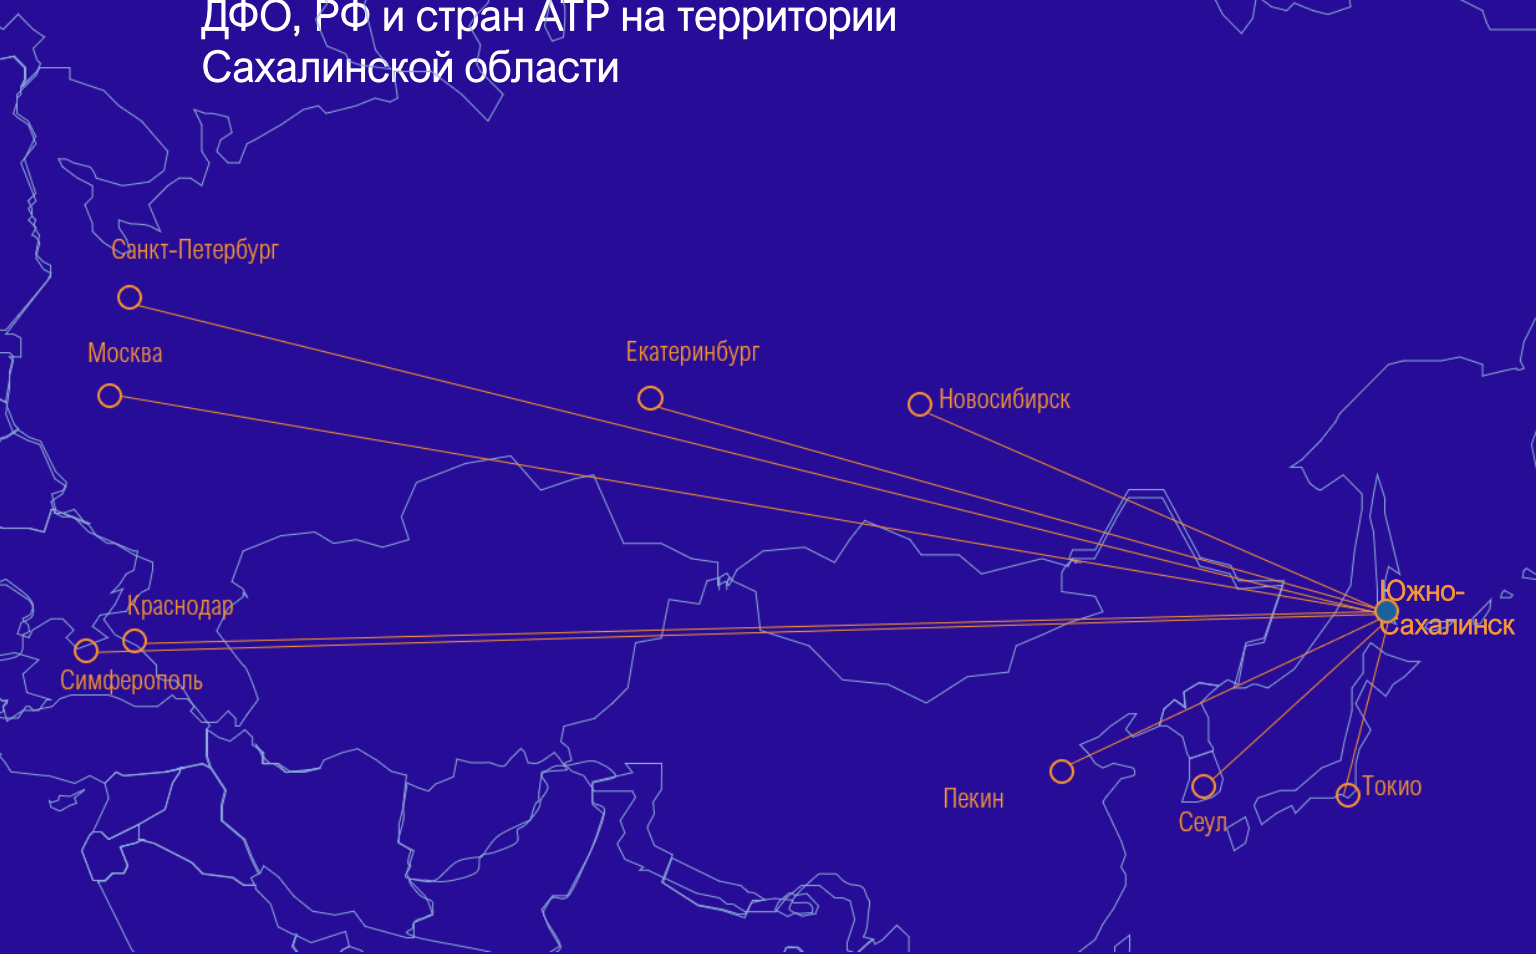 ДФО, РФ и стран АТР на территории
Сахалинской области
Санкт-Петербург
Москва
Екатеринбург
Новосибирск
Южно-
Сахалинск
Краснодар
Симферополь
Пекин
Сеул
Токио